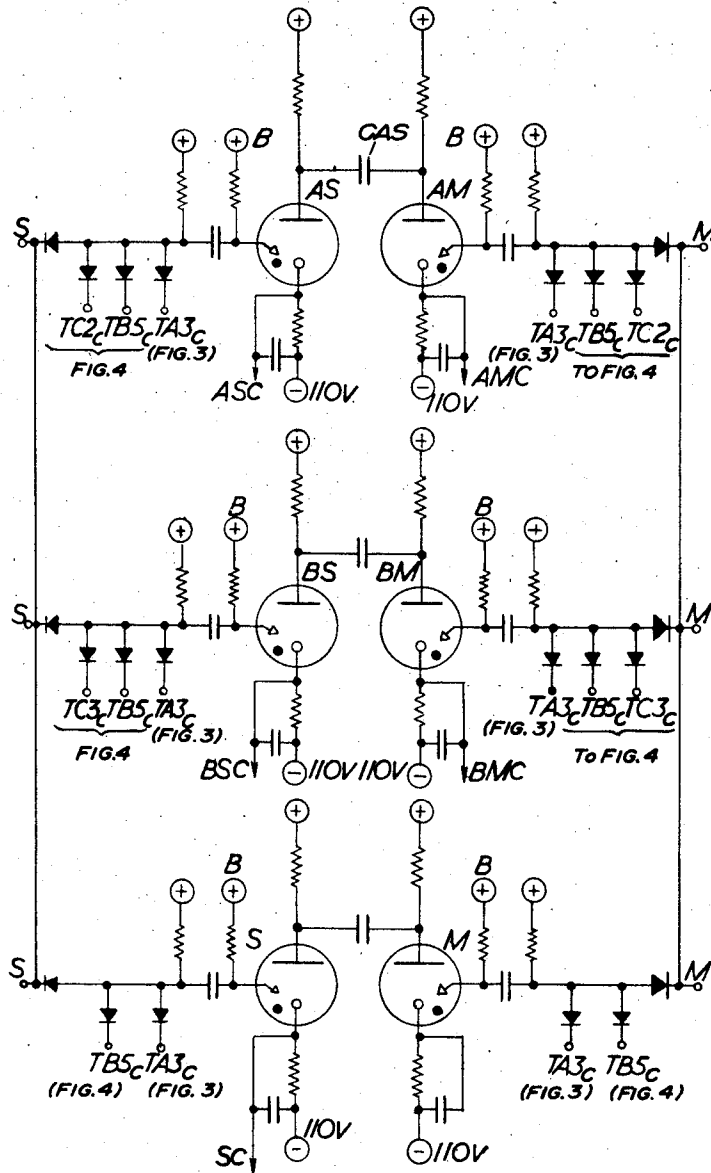 CAS
B B
AS AM
S M
TC2C TB5C TA3C TA3C TB5C TC2C
(FIG.3) (FIG.3)
FIG.4 TO FIG.4
ASC 110V 110V AMC
B B
BS BM
S M
TC3C TB5C TA3C TA3C TB5C TC3C
(FIG.3) (FIG.3)
FIG.4 To FIG.4
BSC 110V 110V BMC
B B
S M
S M
TB5C TA3C TA3C TB5C
(FIG.4) (FIG.3) (FIG.3) (FIG.4)
110V 110V
SC